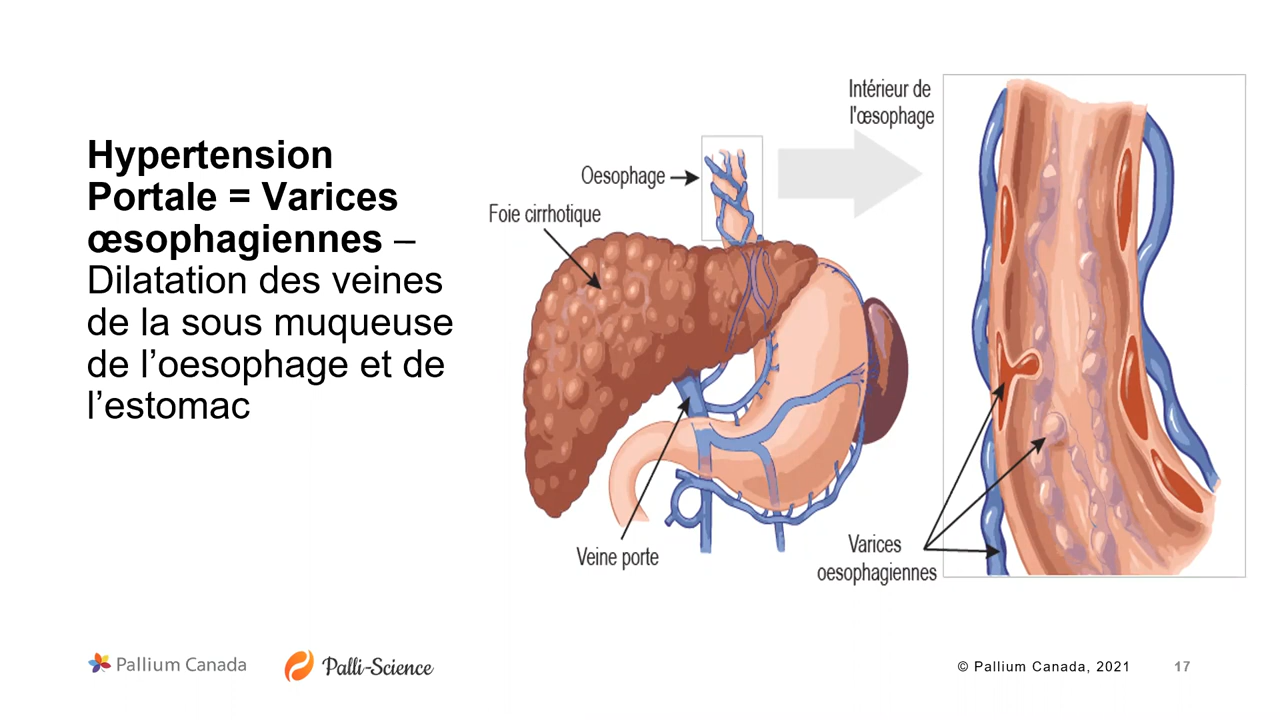 Hypertension
Portale = Varices
œsophagiennes –
Dilatation des veines
de la sous muqueuse
de l’oesophage et de
l’estomac
Intérieur de
l'œsophage
Oesophage
Foie cirrhotique
Veine porte
Varices
oesophagiennes
Pallium Canada
Palli-Science
© Pallium Canada, 2021
17